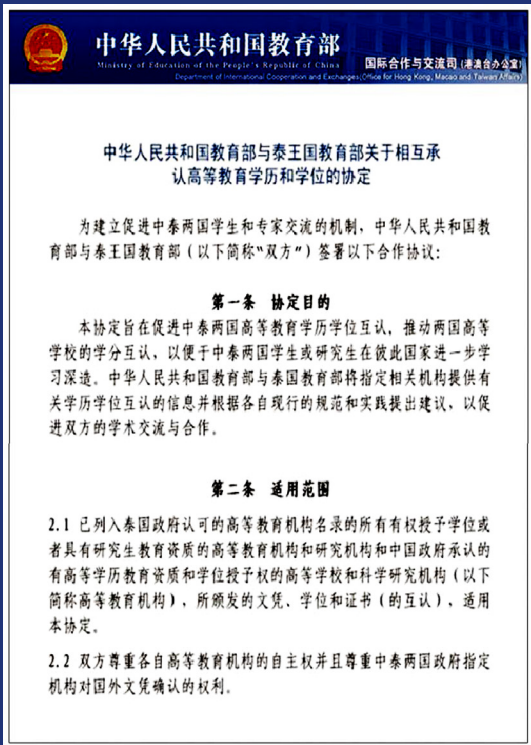 中华人民共和国教育部
Ministry of Education of the People's Republic of China
国际合作与交流司 (港澳台办公室)
Department of International Cooperation and Exchanges(Office for Hong Kong, Macao and Taiwan Affairs)
中华人民共和国教育部与泰王国教育部关于相互承
认高等教育学历和学位的协定
为建立促进中泰两国学生和专家交流的机制，中华人民共和国教
育部与泰王国教育部（以下简称“双方”）签署以下合作协议：
第一条 协定目的
本协定旨在促进中泰两国高等教育学历学位互认，推动两国高等
学校的学分互认，以便于中泰两国学生或研究生在彼此国家进一步学
习深造。中华人民共和国教育部与泰国教育部将指定相关机构提供有
关学历学位互认的信息并根据各自现行的规范和实践提出建议，以促
进双方的学术交流与合作。
第二条 适用范围
2.1 已列入泰国政府认可的高等教育机构名录的所有有权授予学位或
者具有研究生教育资质的高等教育机构和研究机构和中国政府承认的
有高等学历教育资质和学位授予权的高等学校和科学研究机构（以下
简称高等教育机构），所颁发的文凭、学位和证书（的互认），适用
本协定。
2.2 双方尊重各自高等教育机构的自主权并且尊重中泰两国政府指定
机构对国外文凭确认的权利。